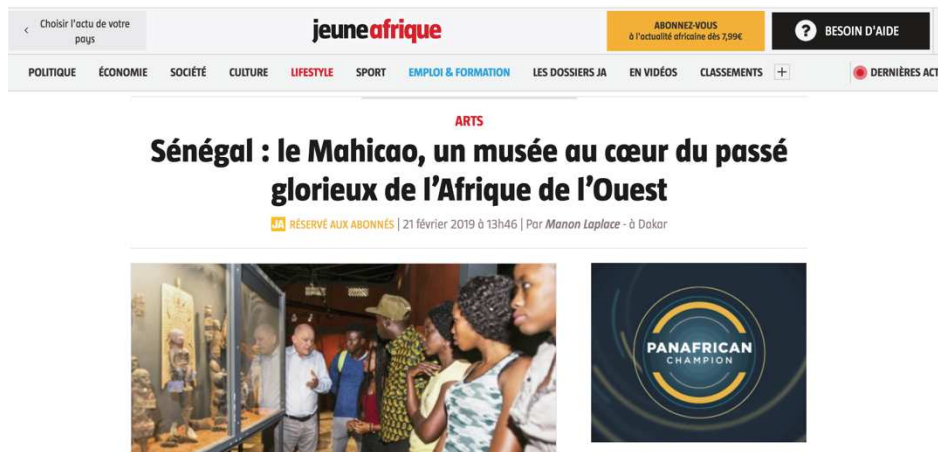 Choisir l'actu de votre
pays
jeuneafrique
ABONNEZ-VOUS
à l'actualité africaine dès 7,99€
? BESOIN D'AIDE
POLITIQUE ÉCONOMIE SOCIÉTÉ CULTURE LIFESTYLE SPORT EMPLOI & FORMATION LES DOSSIERS JA EN VIDÉOS CLASSEMENTS + DERNIÈRES ACT
ARTS
Sénégal : le Mahicao, un musée au cœur du passé
glorieux de l'Afrique de l'Ouest
JA RÉSERVÉ AUX ABONNÉS | 21 février 2019 à 13h46 | Par Manon Laplace - à Dakar
PANAFRICAN
CHAMPION